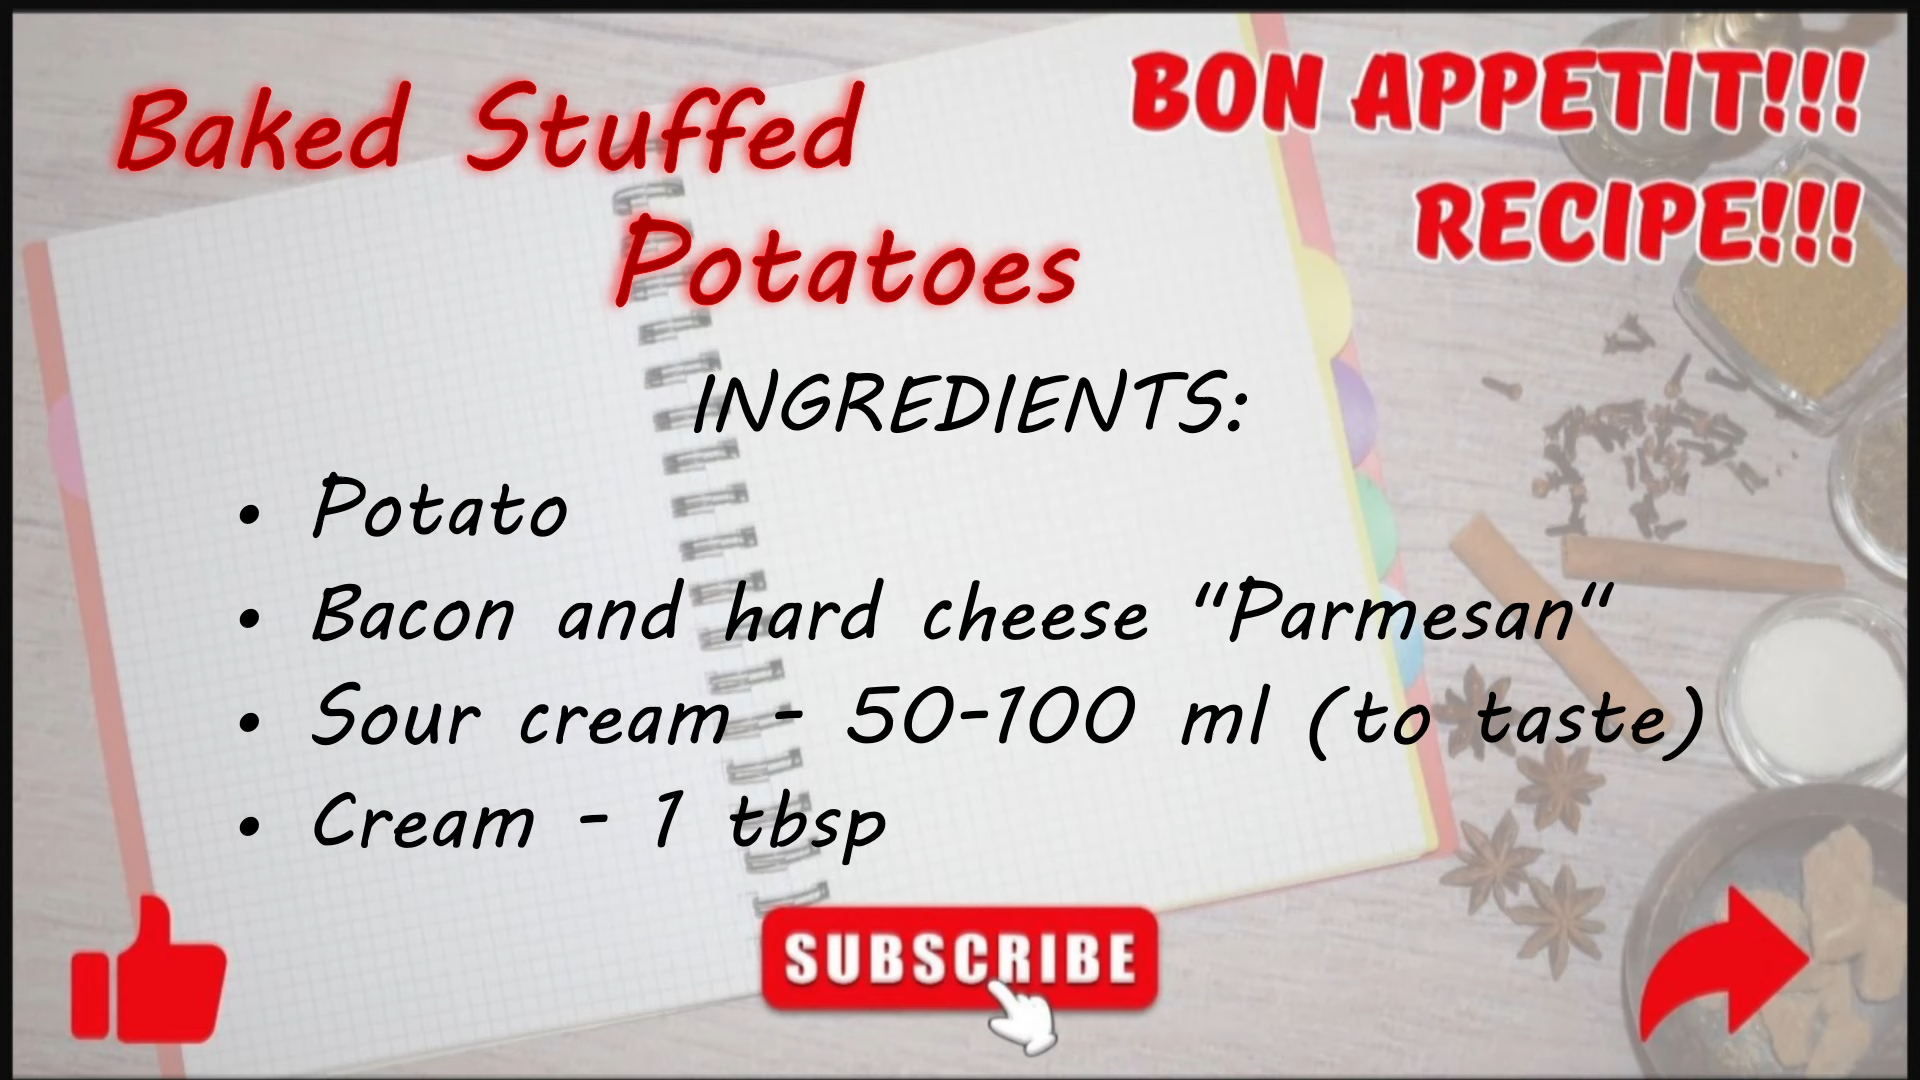 Baked Stuffed
Potatoes
BON APPETIT!!!
RECIPE!!!
INGREDIENTS:
• Potato
• Bacon and hard cheese "Parmesan"
• Sour cream - 50-100 ml (to taste)
• Cream - 1 tbsp
SUBSCRIBE